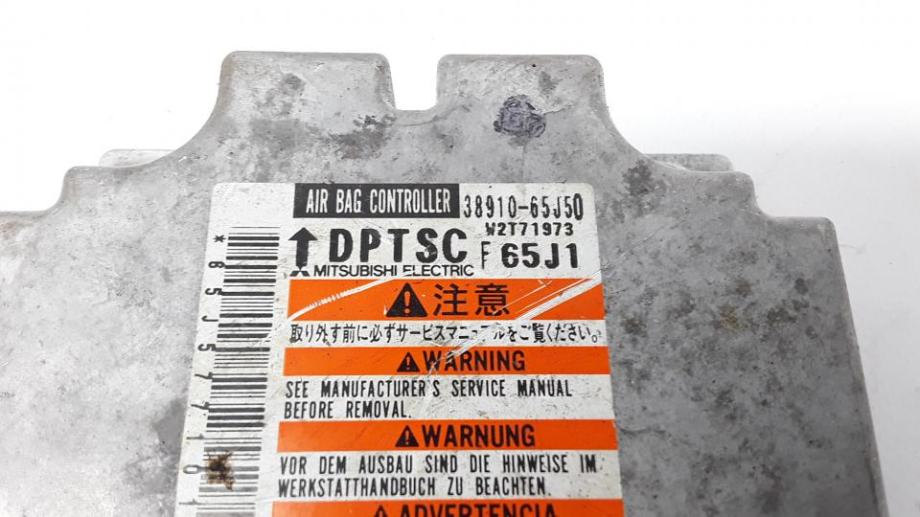 AIR BAG CONTROLLER 38910-65J50
W2T71973
DPTSC F 65J1
MITSUBISHI ELECTRIC
注意
取り外す前に必ずサービスマニュアルをご覧ください。
WARNING
SEE MANUFACTURER'S SERVICE MANUAL
BEFORE REMOVAL.
WARNUNG
VOR DEM AUSBAU SIND DIE HINWEISE IM
WERKSTATTHANDBUCH ZU BEACHTEN.
ADVERTENCIA
*65J57710